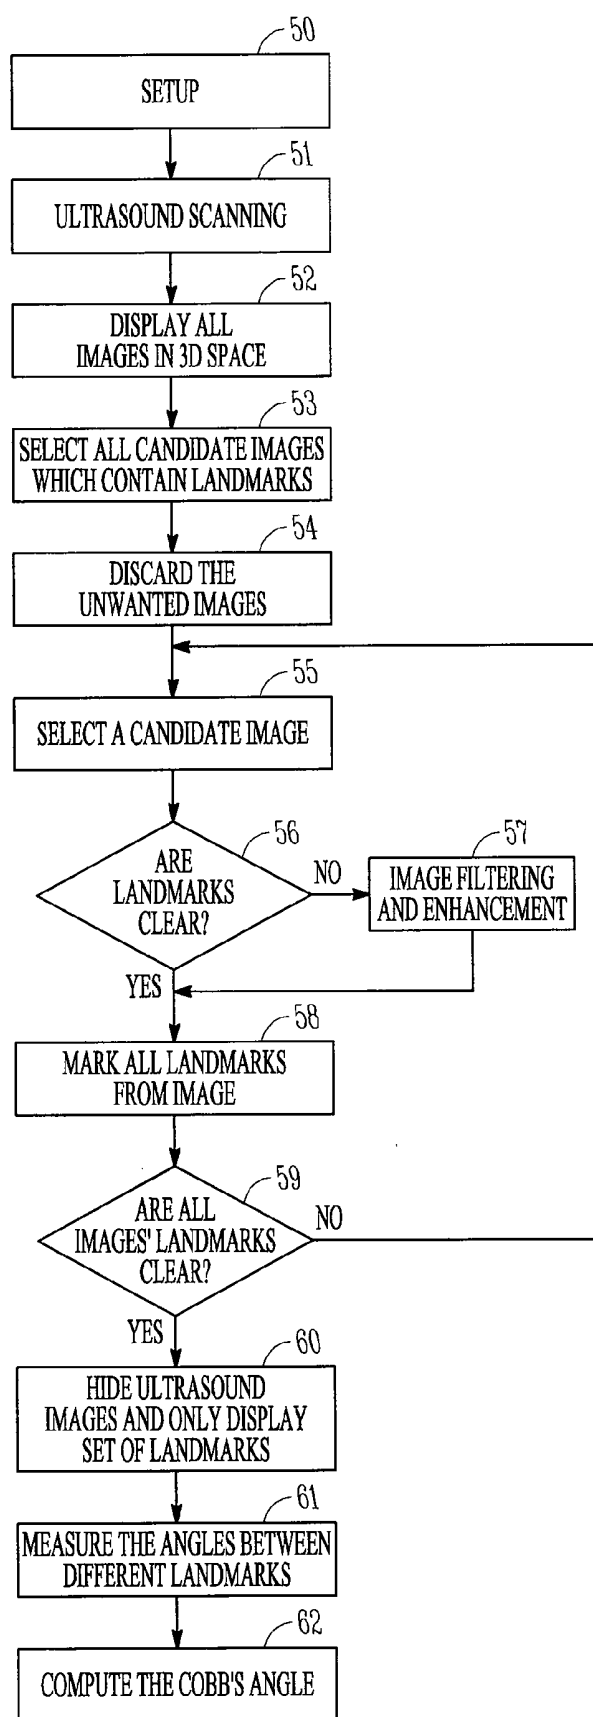 50
SETUP
51
ULTRASOUND SCANNING
52
DISPLAY ALL
IMAGES IN 3D SPACE
53
SELECT ALL CANDIDATE IMAGES
WHICH CONTAIN LANDMARKS
54
DISCARD THE
UNWANTED IMAGES
55
SELECT A CANDIDATE IMAGE
56
ARE
LANDMARKS
CLEAR?
NO
57
IMAGE FILTERING
AND ENHANCEMENT
YES
58
MARK ALL LANDMARKS
FROM IMAGE
59
ARE ALL
IMAGES' LANDMARKS
CLEAR?
NO
YES
60
HIDE ULTRASOUND
IMAGES AND ONLY DISPLAY
SET OF LANDMARKS
61
MEASURE THE ANGLES BETWEEN
DIFFERENT LANDMARKS
62
COMPUTE THE COBB'S ANGLE